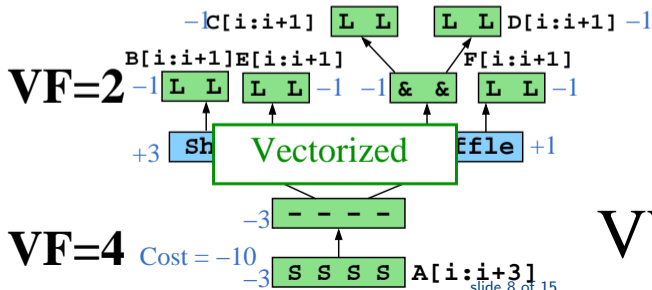 −1 C[i:i+1] L L L L D[i:i+1] −1
B[i:i+1] E[i:i+1] F[i:i+1]
VF=2 −1 L L L L −1 −1 & & L L −1
+3 Sh Vectorized ffle +1
−3 − − − −
VF=4 Cost = −10
−3 S S S S A[i:i+3]
slide 8 of 15